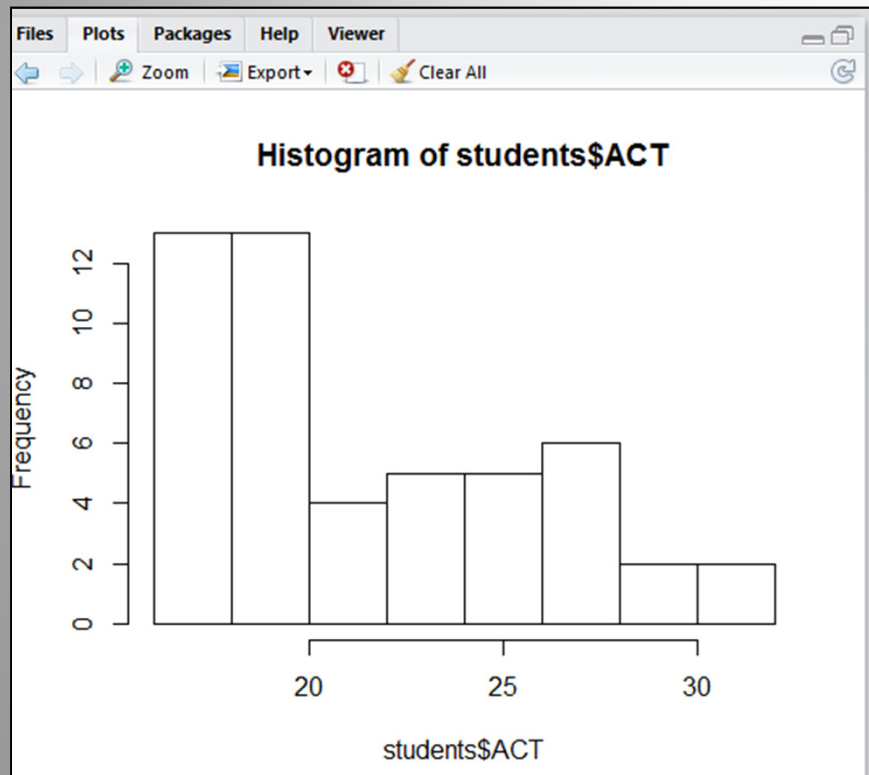 Files Plots Packages Help Viewer
Zoom Export Clear All
Histogram of students$ACT
12
10
8
6
4
2
0
Frequency
20 25 30
students$ACT